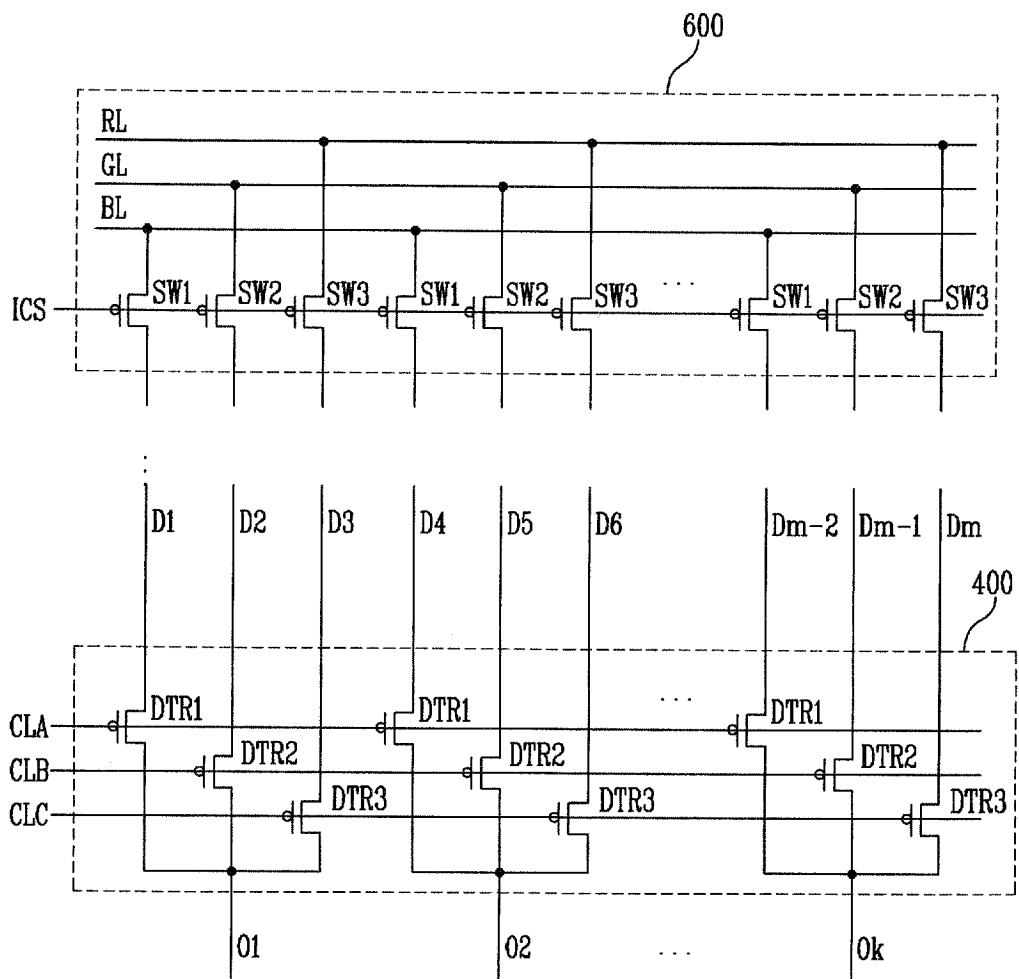 600
RL
GL
BL
ICS
SW1 SW2 SW3 SW1 SW2 SW3 ... SW1 SW2 SW3
D1 D2 D3 D4 D5 D6 Dm-2 Dm-1 Dm
400
CLA DTR1 DTR1 ... DTR1
CLB DTR2 DTR2 DTR2
CLC DTR3 DTR3 DTR3
O1 O2 ... Ok